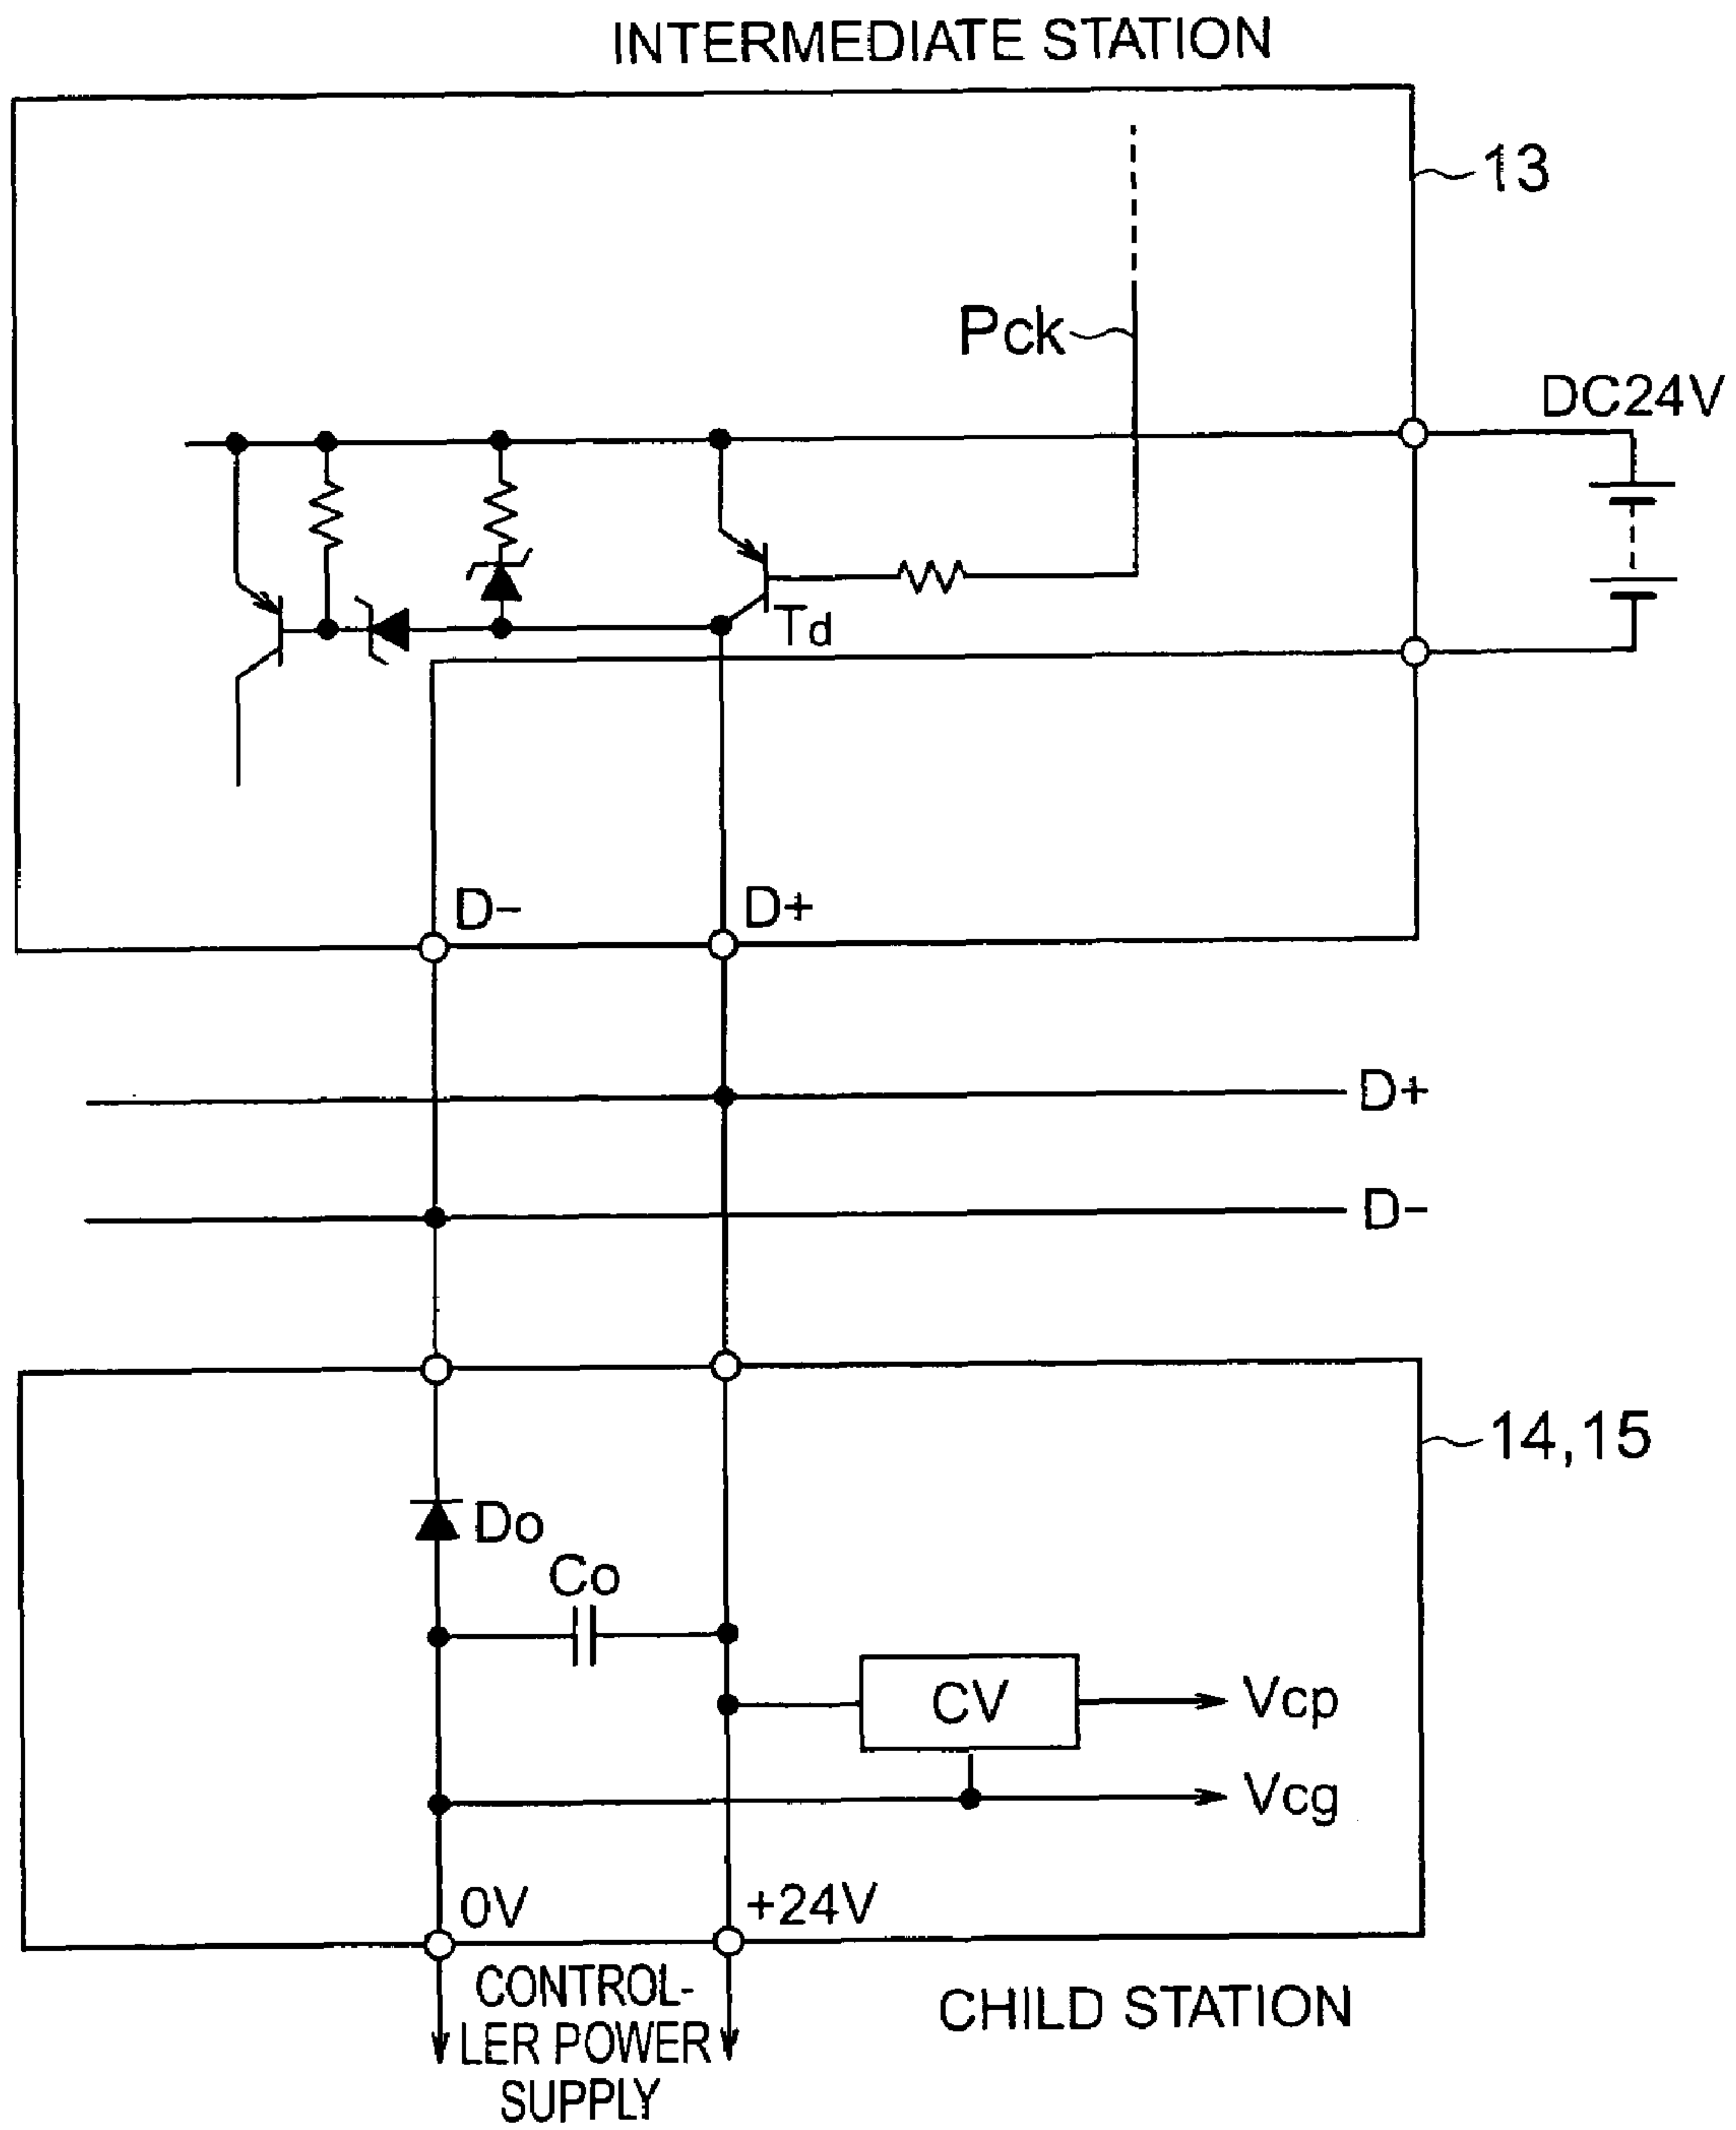 INTERMEDIATE STATION
13
Pck
DC24V
Td
D−
D+
D+
D−
14,15
Do
Co
CV
Vcp
Vcg
0V
+24V
CONTROL-
LER POWER
SUPPLY
CHILD STATION